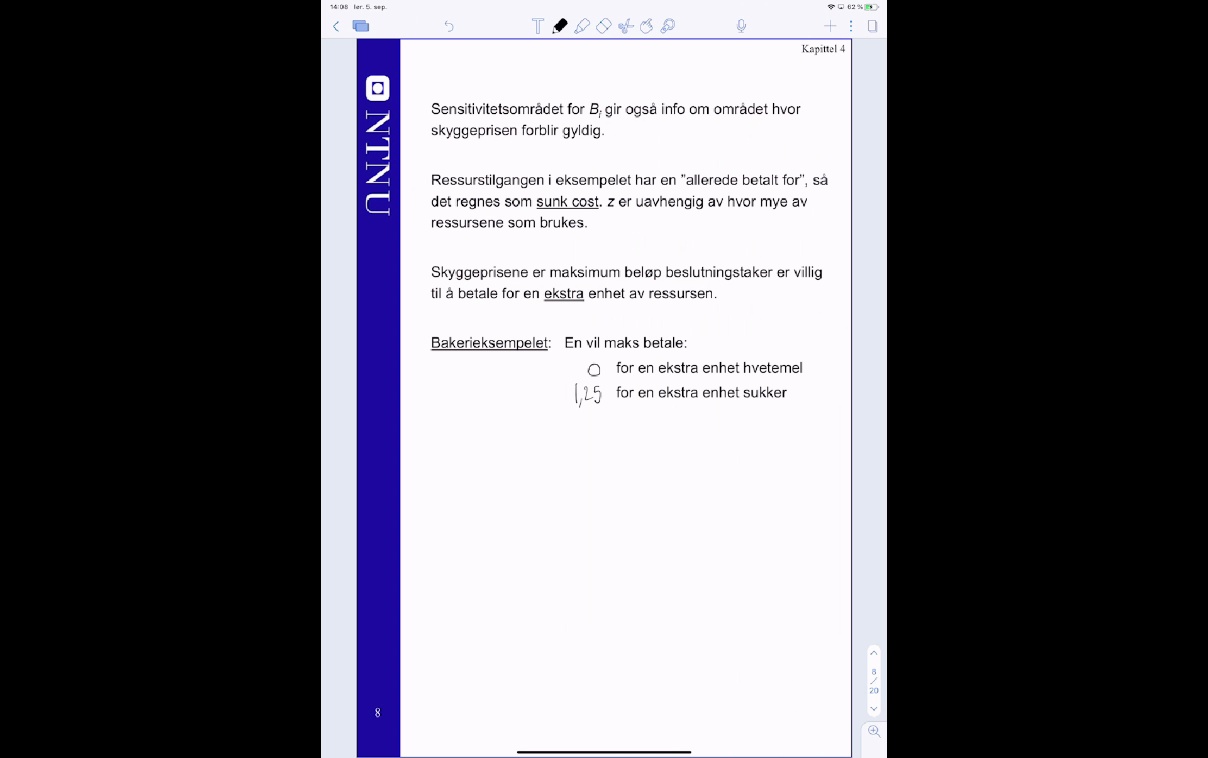 14:08 lør. 5. sep.
62 %
Kapittel 4
NTNU
Sensitivitetsområdet for Bi gir også info om området hvor
skyggeprisen forblir gyldig.
Ressurstilgangen i eksempelet har en ”allerede betalt for”, så
det regnes som sunk cost. z er uavhengig av hvor mye av
ressursene som brukes.
Skyggeprisene er maksimum beløp beslutningstaker er villig
til å betale for en ekstra enhet av ressursen.
Bakerieksempelet: En vil maks betale:
0 for en ekstra enhet hvetemel
1,25 for en ekstra enhet sukker
8
/
20
8